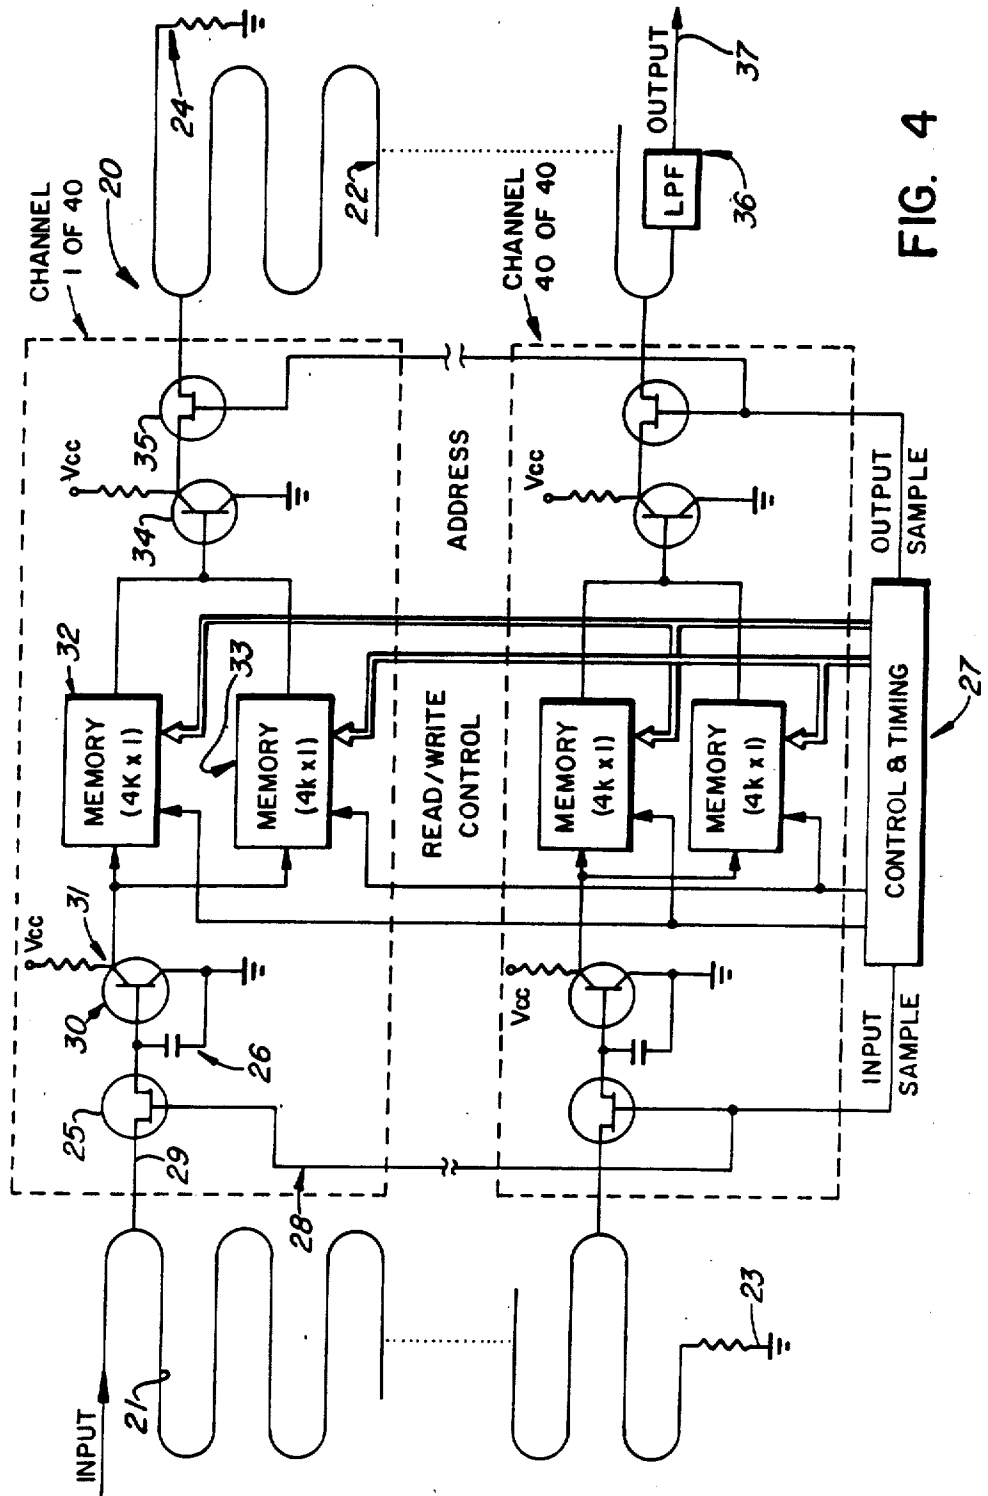 INPUT
21
23
CHANNEL
1 OF 40
20
24
22
25
29
28
26
30
31
Vcc
MEMORY
(4K x 1)
32
MEMORY
(4K x 1)
33
34
Vcc
35
READ/WRITE
CONTROL
ADDRESS
CHANNEL
40 OF 40
Vcc
MEMORY
(4K x 1)
MEMORY
(4K x 1)
Vcc
INPUT
SAMPLE
CONTROL & TIMING
27
OUTPUT
SAMPLE
LPF
36
OUTPUT
37
FIG. 4